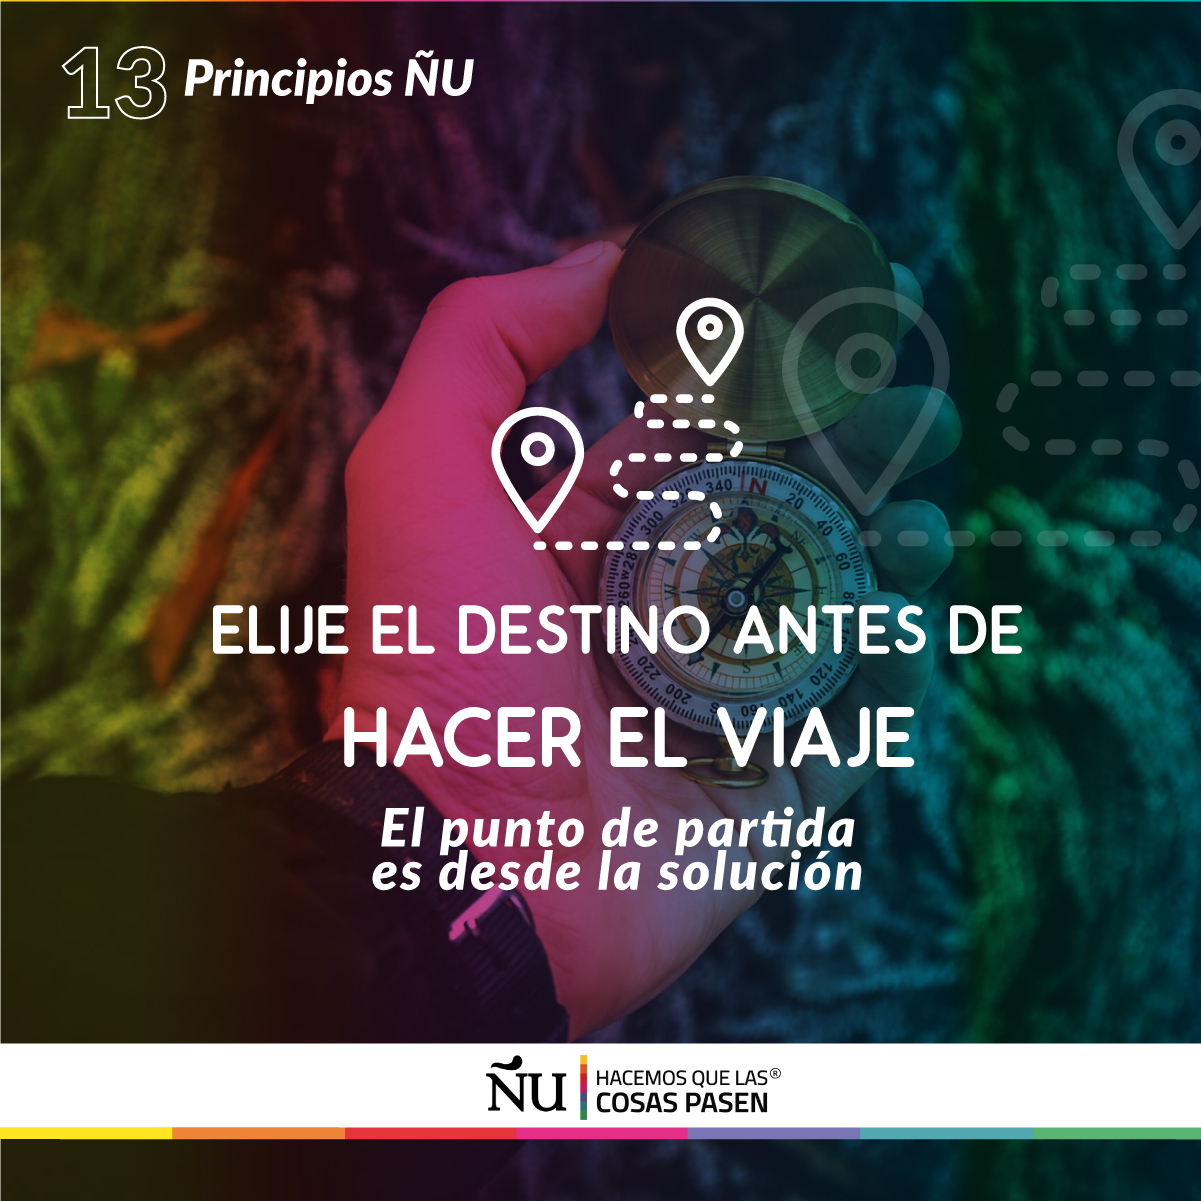 13 Principios ÑU
ELIJE EL DESTINO ANTES DE
HACER EL VIAJE
El punto de partida
es desde la solución
ÑU HACEMOS QUE LAS®
COSAS PASEN